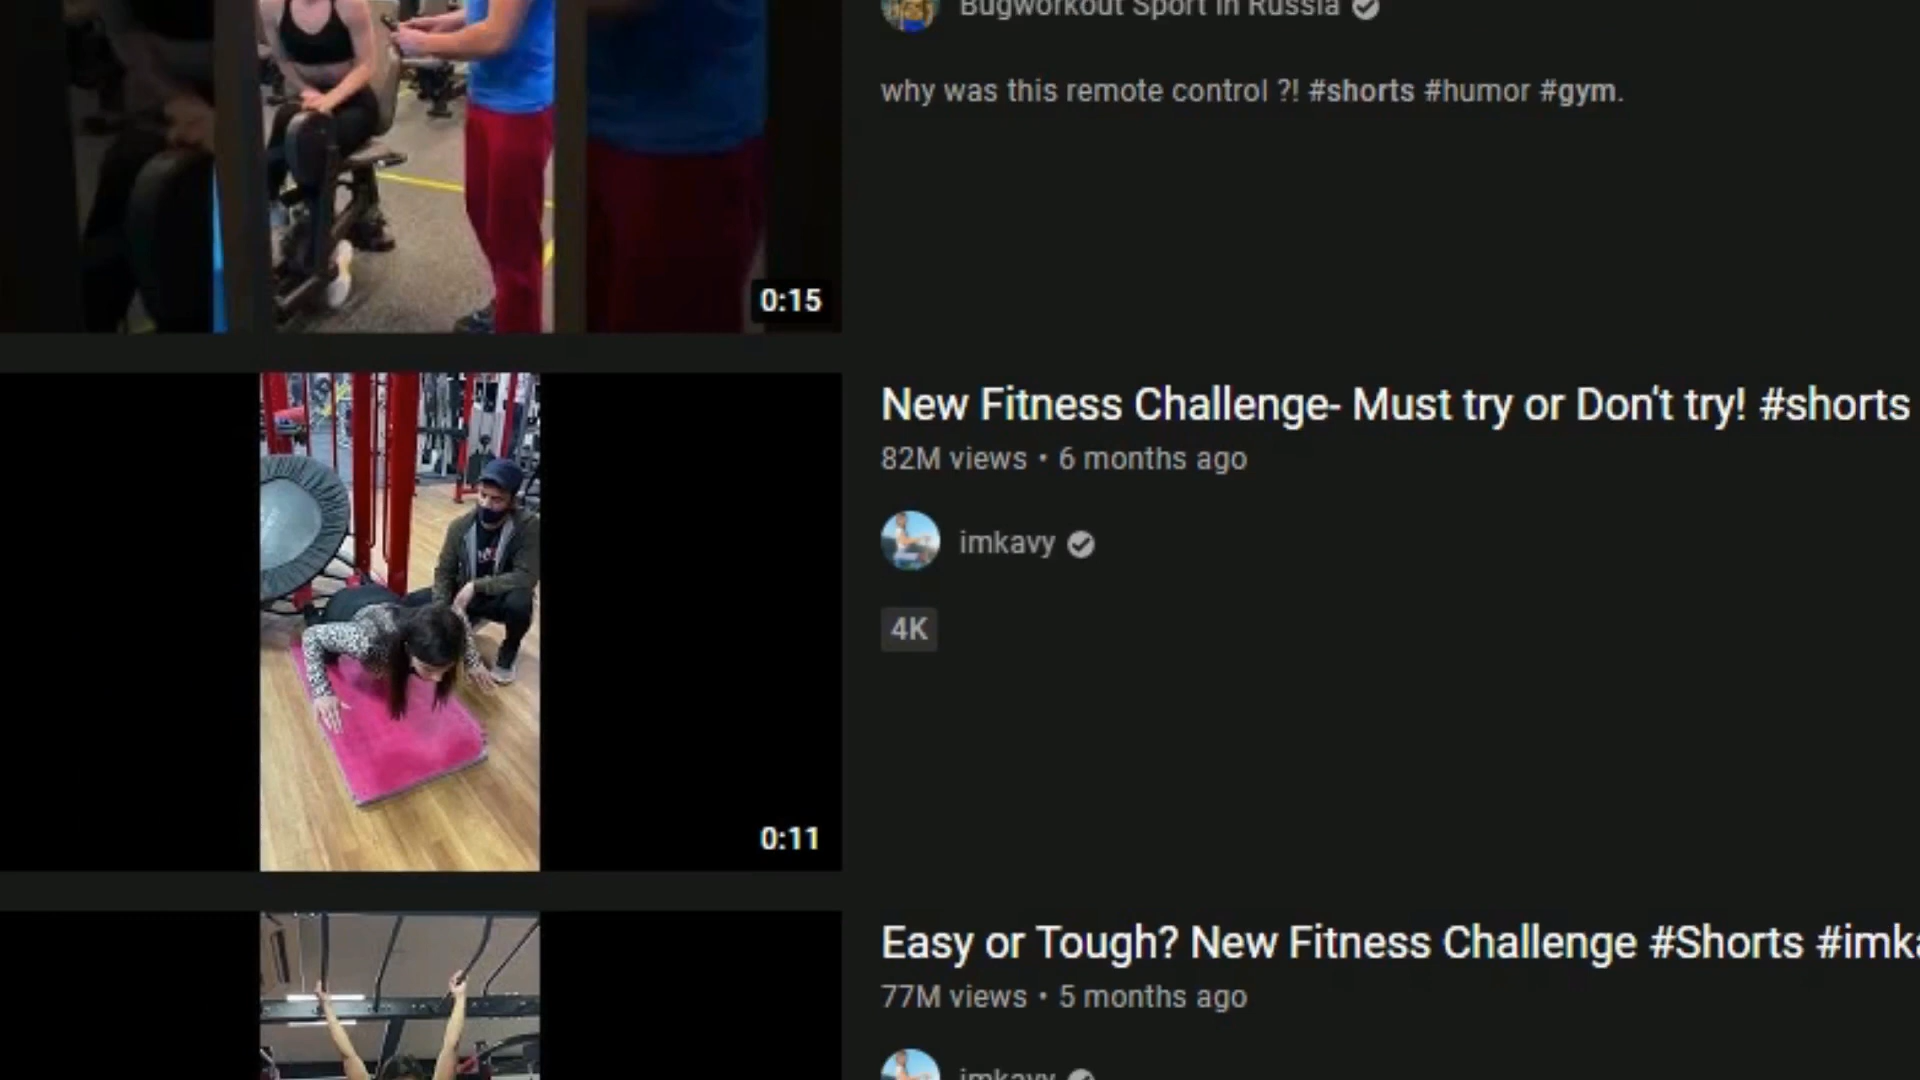 Bugworkout Sport in Russia
why was this remote control ?! #shorts #humor #gym.
0:15
New Fitness Challenge- Must try or Don't try! #shorts
82M views • 6 months ago
imkavy
4K
0:11
Easy or Tough? New Fitness Challenge #Shorts #imka
77M views • 5 months ago
imkavy